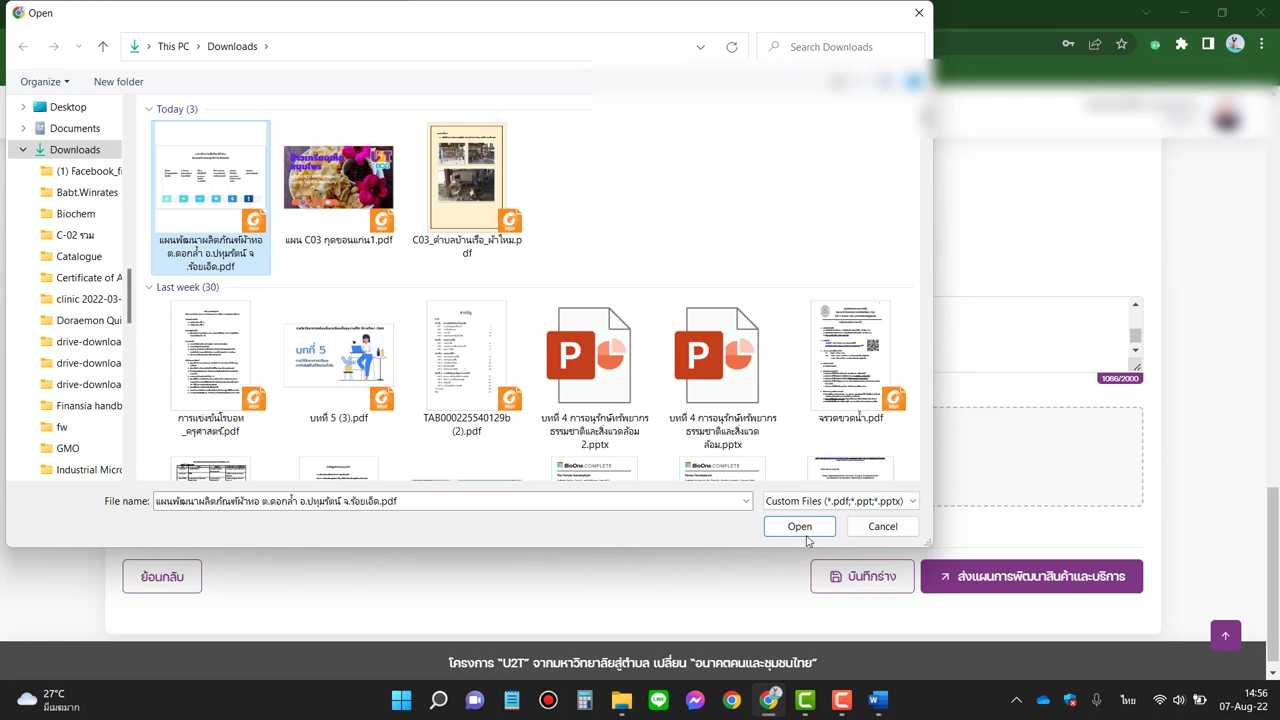 Open
This PC
Downloads
Search Downloads
Organize
New folder
Desktop
Documents
Downloads
(1) Facebook_fi
Babt.Winrates
Biochem
C-02 รวม
Catalogue
Certificate of A
clinic 2022-03-
Doraemon Cl
drive-downloa
drive-downloa
drive-downloa
Finansia handb
fw
GMO
Industrial Micro
Today (3)
แผนพัฒนาผลิตภัณฑ์ผ้าทอ
ต.ดอกล้ำ อ.ปทุมรัตน์ จ
.ร้อยเอ็ด.pdf
แผน C03 กุดขอนแก่น1.pdf
C03_ตำบลบ้านเรือ_ผ้าไหม.p
df
Last week (30)
บทที่ 5
การแข่งขันโรบอท
_ครุศาสตร์.pdf
บทที่ 5 (3).pdf
TAB000225540129b
(2).pdf
บทที่ 4 การอนุรักษ์ทรัพยากร
ธรรมชาติและสิ่งแวดล้อม
2.pptx
บทที่ 4 การอนุรักษ์ทรัพยากร
ธรรมชาติและสิ่งแวด
ล้อม.pptx
จรวดขวดน้ำ.pdf
BioOne COMPLETE
BioOne COMPLETE
File name:
แผนพัฒนาผลิตภัณฑ์ผ้าทอ ต.ดอกล้ำ อ.ปทุมรัตน์ จ.ร้อยเอ็ด.pdf
Custom Files (*.pdf;*.ppt;*.pptx)
Open
Cancel
1066/2000
ย้อนกลับ
บันทึกร่าง
ส่งแผนการพัฒนาสินค้าและบริการ
โครงการ "U2T" จากมหาวิทยาลัยสู่ตำบล เปลี่ยน "อนาคตคนและชุมชนไทย"
27°C
มีเมฆมาก
ไทย
14:56
07-Aug-22